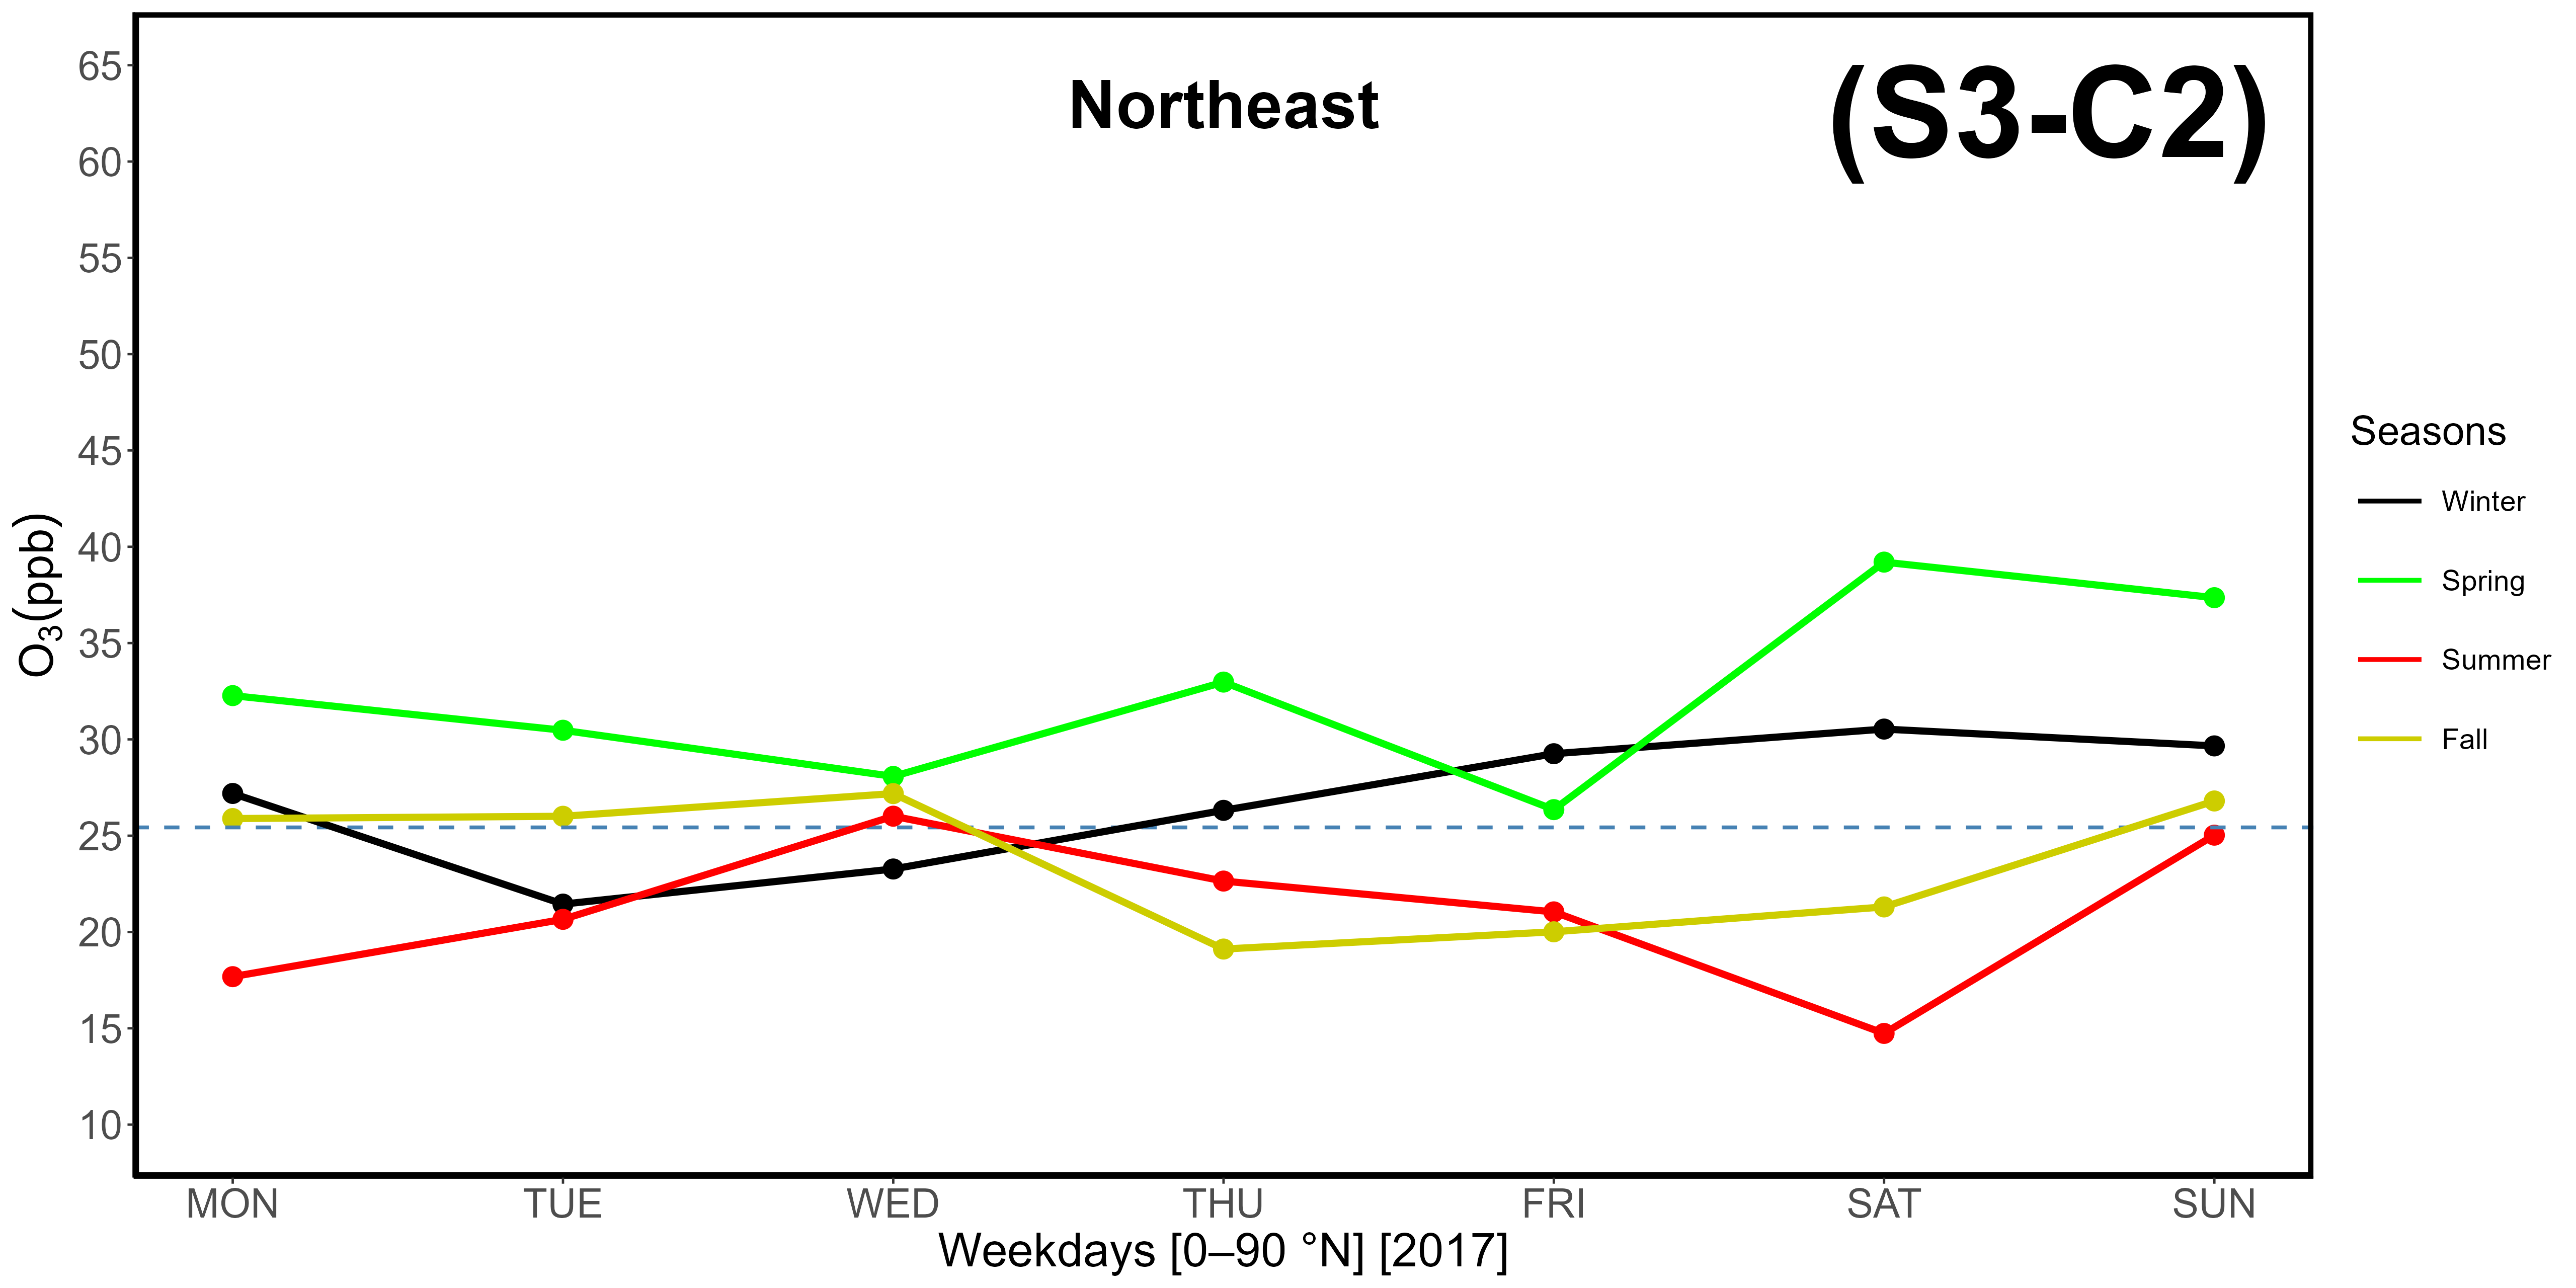 Northeast
(S3-C2)
65
60
55
50
45
40
35
30
25
20
15
10
O₃(ppb)
MON TUE WED THU FRI SAT SUN
Weekdays [0–90 °N] [2017]
Seasons
Winter
Spring
Summer
Fall